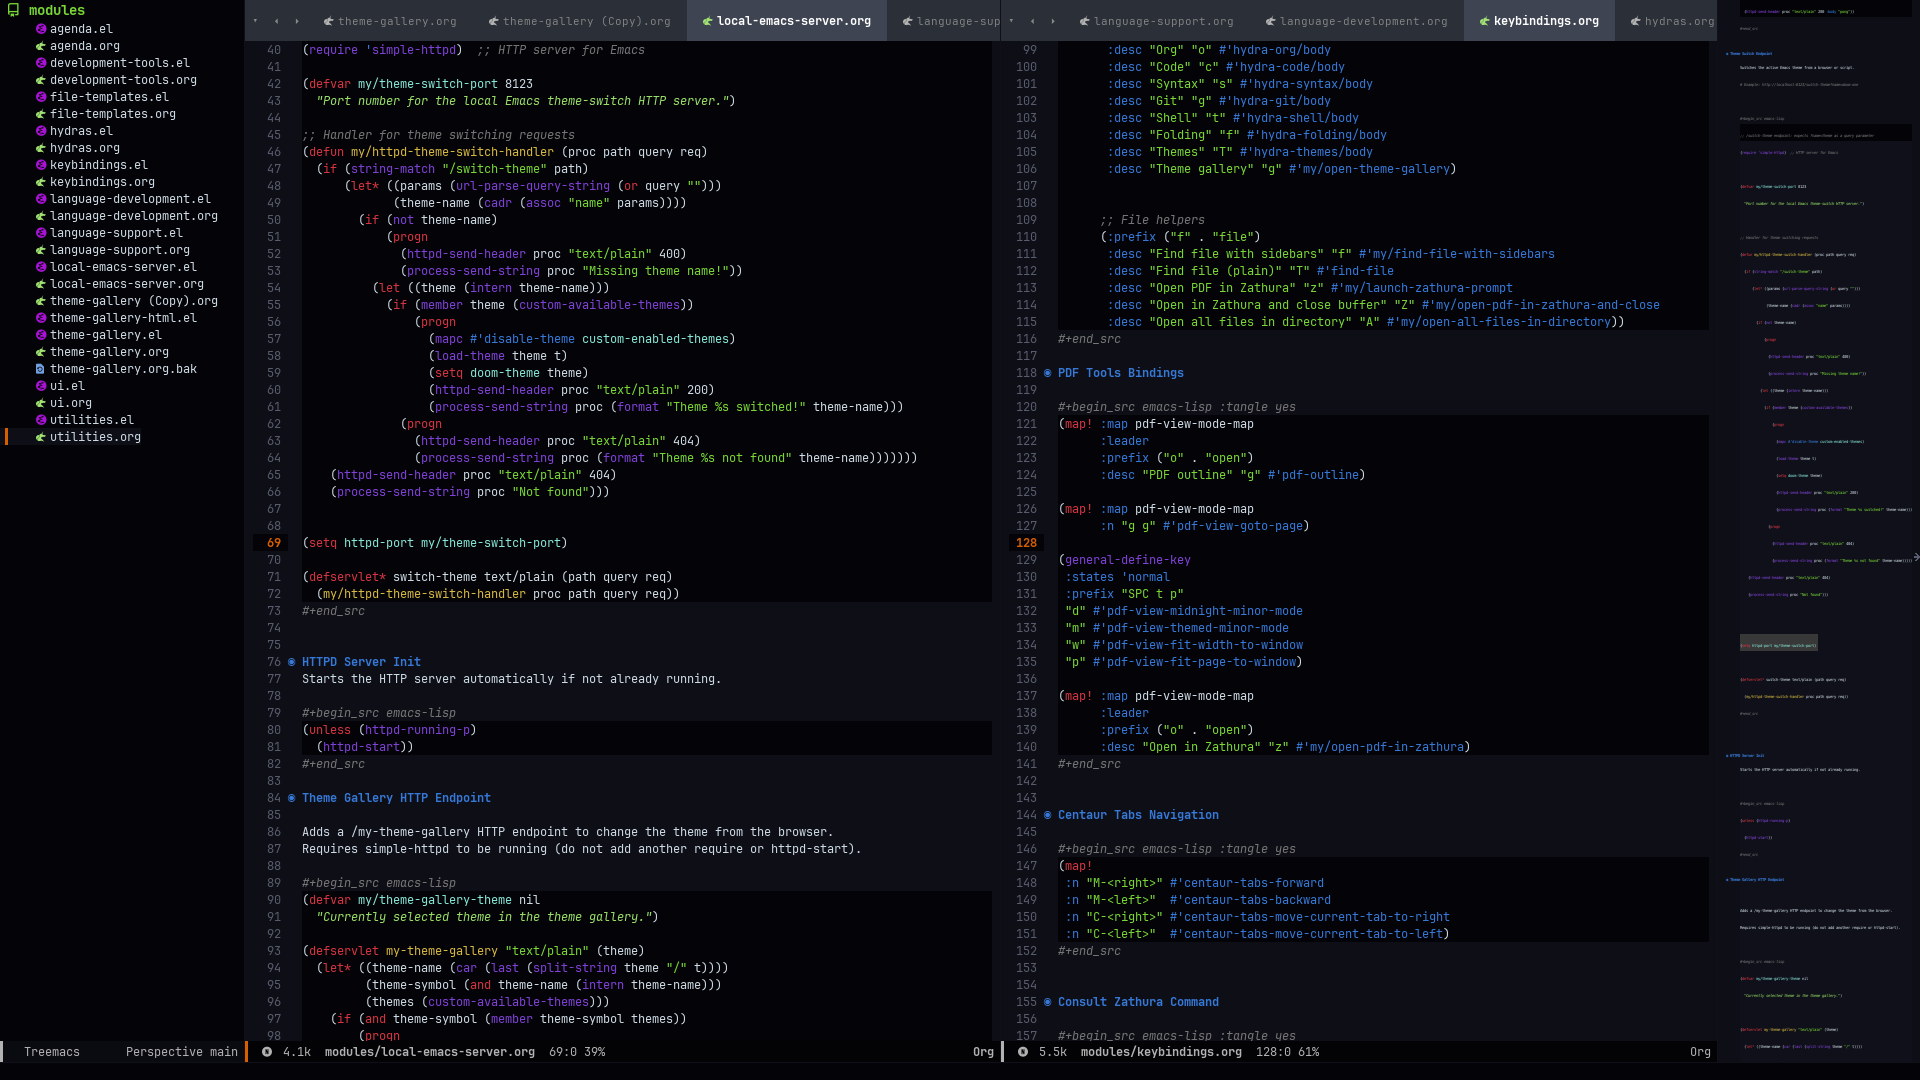 modules
agenda.el
agenda.org
development-tools.el
development-tools.org
file-templates.el
file-templates.org
hydras.el
hydras.org
keybindings.el
keybindings.org
language-development.el
language-development.org
language-support.el
language-support.org
local-emacs-server.el
local-emacs-server.org
theme-gallery (Copy).org
theme-gallery-html.el
theme-gallery.el
theme-gallery.org
theme-gallery.org.bak
ui.el
ui.org
utilities.el
utilities.org
Treemacs Perspective main
theme-gallery.org theme-gallery (Copy).org local-emacs-server.org language-sup
40 (require 'simple-httpd) ;; HTTP server for Emacs
41
42 (defvar my/theme-switch-port 8123
43 "Port number for the local Emacs theme-switch HTTP server.")
44
45 ;; Handler for theme switching requests
46 (defun my/httpd-theme-switch-handler (proc path query req)
47 (if (string-match "/switch-theme" path)
48 (let* ((params (url-parse-query-string (or query "")))
49 (theme-name (cadr (assoc "name" params))))
50 (if (not theme-name)
51 (progn
52 (httpd-send-header proc "text/plain" 400)
53 (process-send-string proc "Missing theme name!"))
54 (let ((theme (intern theme-name)))
55 (if (member theme (custom-available-themes))
56 (progn
57 (mapc #'disable-theme custom-enabled-themes)
58 (load-theme theme t)
59 (setq doom-theme theme)
60 (httpd-send-header proc "text/plain" 200)
61 (process-send-string proc (format "Theme %s switched!" theme-name)))
62 (progn
63 (httpd-send-header proc "text/plain" 404)
64 (process-send-string proc (format "Theme %s not found" theme-name)))))))
65 (httpd-send-header proc "text/plain" 404)
66 (process-send-string proc "Not found")))
67
68
69 (setq httpd-port my/theme-switch-port)
70
71 (defservlet* switch-theme text/plain (path query req)
72 (my/httpd-theme-switch-handler proc path query req))
73 #+end_src
74
75
76 ◉ HTTPD Server Init
77 Starts the HTTP server automatically if not already running.
78
79 #+begin_src emacs-lisp
80 (unless (httpd-running-p)
81 (httpd-start))
82 #+end_src
83
84 ◉ Theme Gallery HTTP Endpoint
85
86 Adds a /my-theme-gallery HTTP endpoint to change the theme from the browser.
87 Requires simple-httpd to be running (do not add another require or httpd-start).
88
89 #+begin_src emacs-lisp
90 (defvar my/theme-gallery-theme nil
91 "Currently selected theme in the theme gallery.")
92
93 (defservlet my-theme-gallery "text/plain" (theme)
94 (let* ((theme-name (car (last (split-string theme "/" t))))
95 (theme-symbol (and theme-name (intern theme-name)))
96 (themes (custom-available-themes)))
97 (if (and theme-symbol (member theme-symbol themes))
98 (progn
4.1k modules/local-emacs-server.org 69:0 39% Org
language-support.org language-development.org keybindings.org hydras.org
99 :desc "Org" "o" #'hydra-org/body
100 :desc "Code" "c" #'hydra-code/body
101 :desc "Syntax" "s" #'hydra-syntax/body
102 :desc "Git" "g" #'hydra-git/body
103 :desc "Shell" "t" #'hydra-shell/body
104 :desc "Folding" "f" #'hydra-folding/body
105 :desc "Themes" "T" #'hydra-themes/body
106 :desc "Theme gallery" "g" #'my/open-theme-gallery)
107
108
109 ;; File helpers
110 (:prefix ("f" . "file")
111 :desc "Find file with sidebars" "f" #'my/find-file-with-sidebars
112 :desc "Find file (plain)" "T" #'find-file
113 :desc "Open PDF in Zathura" "z" #'my/launch-zathura-prompt
114 :desc "Open in Zathura and close buffer" "Z" #'my/open-pdf-in-zathura-and-close
115 :desc "Open all files in directory" "A" #'my/open-all-files-in-directory))
116 #+end_src
117
118 ◉ PDF Tools Bindings
119
120 #+begin_src emacs-lisp :tangle yes
121 (map! :map pdf-view-mode-map
122 :leader
123 :prefix ("o" . "open")
124 :desc "PDF outline" "g" #'pdf-outline)
125
126 (map! :map pdf-view-mode-map
127 :n "g g" #'pdf-view-goto-page)
128
129 (general-define-key
130 :states 'normal
131 :prefix "SPC t p"
132 "d" #'pdf-view-midnight-minor-mode
133 "m" #'pdf-view-themed-minor-mode
134 "w" #'pdf-view-fit-width-to-window
135 "p" #'pdf-view-fit-page-to-window)
136
137 (map! :map pdf-view-mode-map
138 :leader
139 :prefix ("o" . "open")
140 :desc "Open in Zathura" "z" #'my/open-pdf-in-zathura)
141 #+end_src
142
143
144 ◉ Centaur Tabs Navigation
145
146 #+begin_src emacs-lisp :tangle yes
147 (map!
148 :n "M-<right>" #'centaur-tabs-forward
149 :n "M-<left>" #'centaur-tabs-backward
150 :n "C-<right>" #'centaur-tabs-move-current-tab-to-right
151 :n "C-<left>" #'centaur-tabs-move-current-tab-to-left)
152 #+end_src
153
154
155 ◉ Consult Zathura Command
156
157 #+begin_src emacs-lisp :tangle yes
5.5k modules/keybindings.org 128:0 61% Org